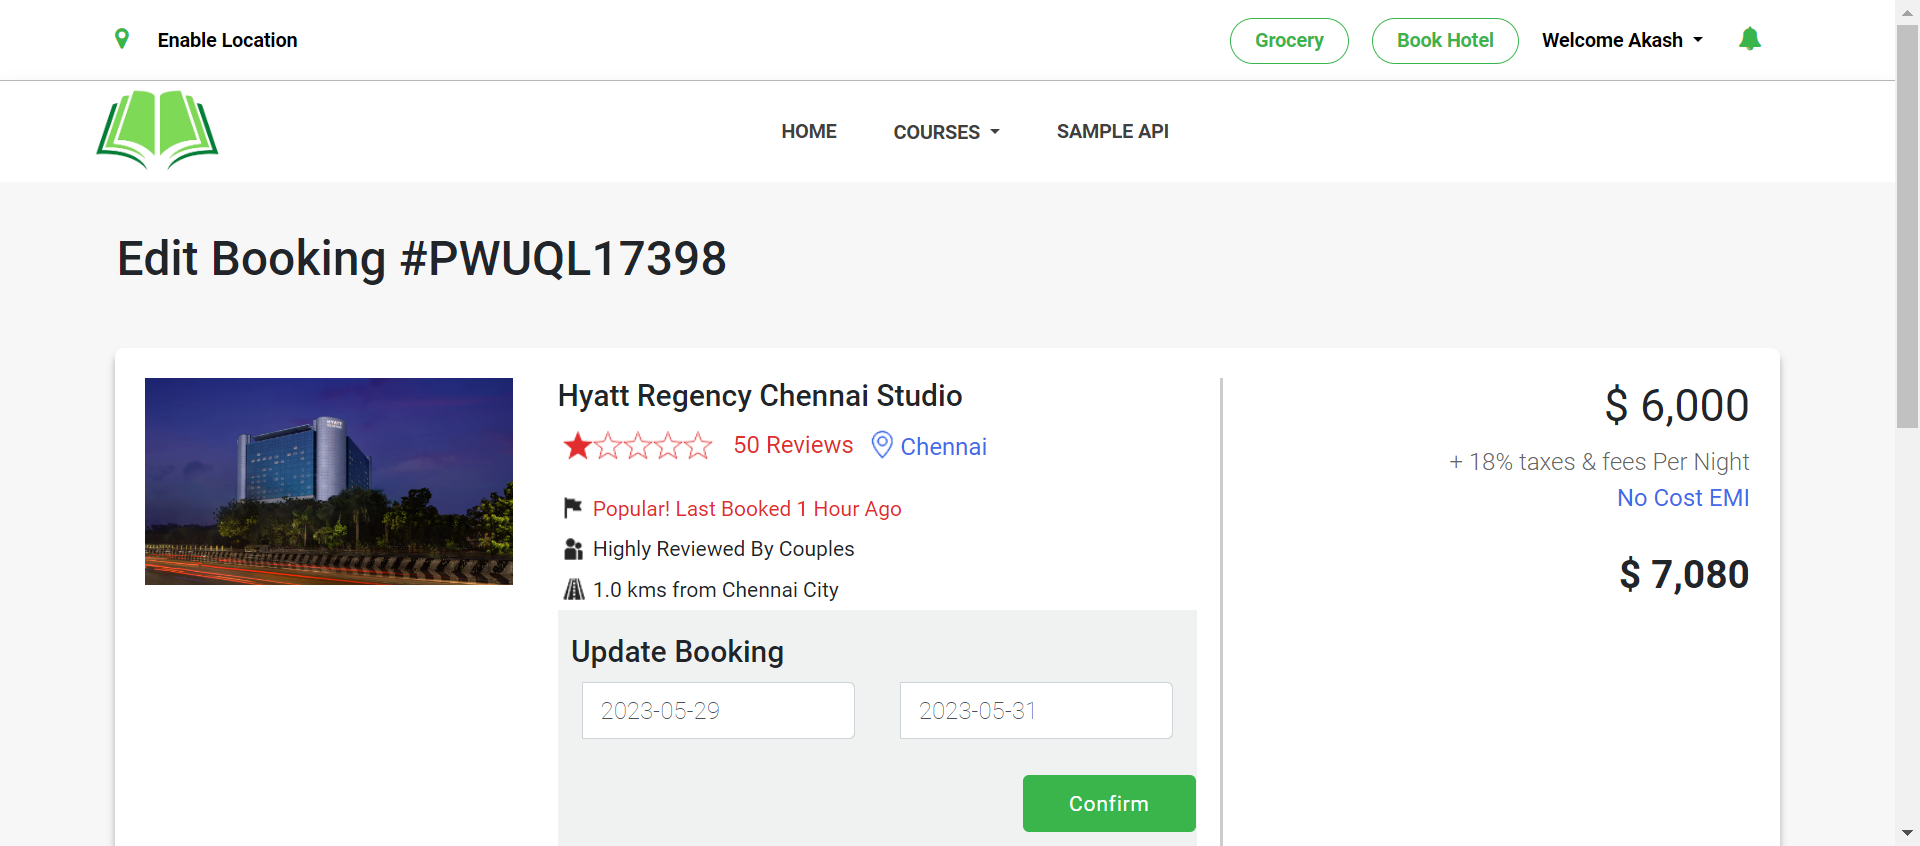 Enable Location
Grocery
Book Hotel
Welcome Akash
HOME
COURSES
SAMPLE API
Edit Booking #PWUQL17398
Hyatt Regency Chennai Studio
50 Reviews
Chennai
Popular! Last Booked 1 Hour Ago
Highly Reviewed By Couples
1.0 kms from Chennai City
Update Booking
2023-05-29
2023-05-31
Confirm
$ 6,000
+ 18% taxes & fees Per Night
No Cost EMI
$ 7,080